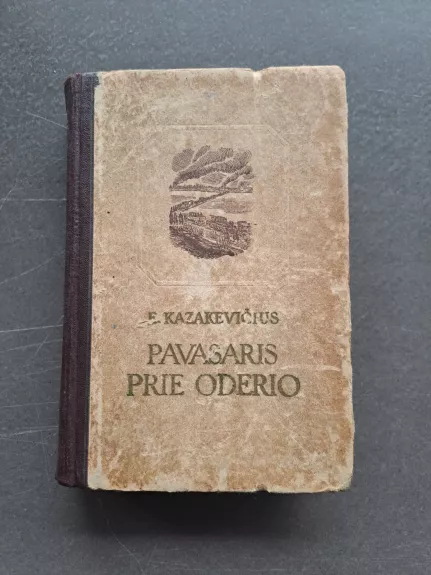 E. KAZAKEVIČIUS
PAVASARIS
PRIE ODERIO